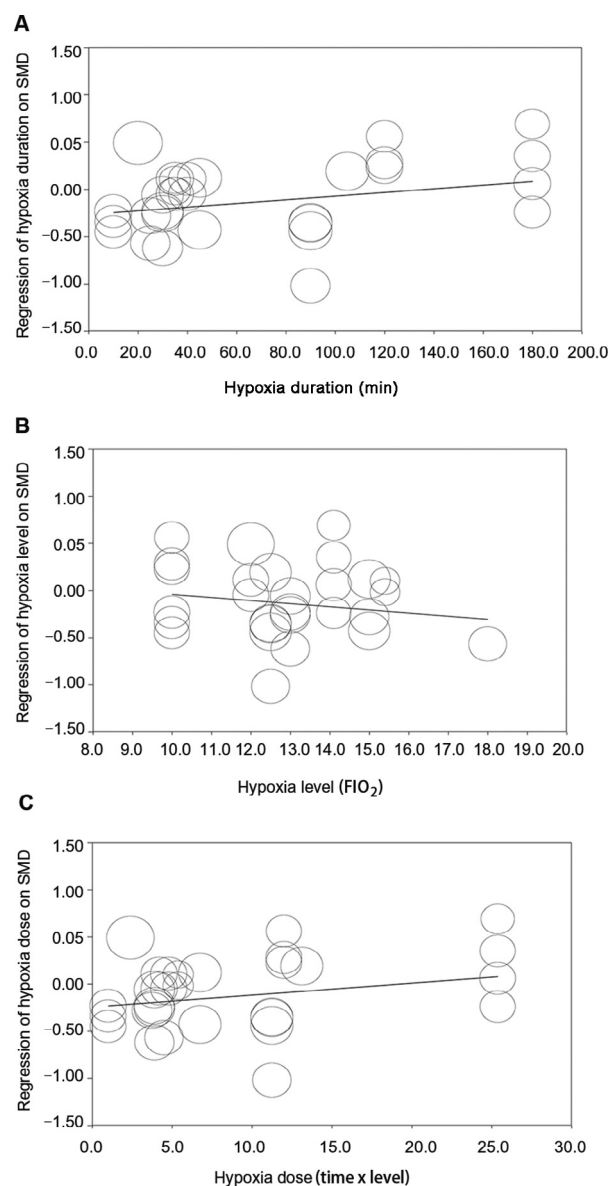 A
Regression of hypoxia duration on SMD
1.50
1.00
0.05
0.00
−0.50
−1.00
−1.50
0.0 20.0 40.0 60.0 80.0 100.0 120.0 140.0 160.0 180.0 200.0
Hypoxia duration (min)
B
Regression of hypoxia level on SMD
1.50
1.00
0.05
0.00
−0.50
−1.00
−1.50
8.0 9.0 10.0 11.0 12.0 13.0 14.0 15.0 16.0 17.0 18.0 19.0 20.0
Hypoxia level (FIO₂)
C
Regression of hypoxia dose on SMD
1.50
1.00
0.05
0.00
−0.50
−1.00
−1.50
0.0 5.0 10.0 15.0 20.0 25.0 30.0
Hypoxia dose (time x level)